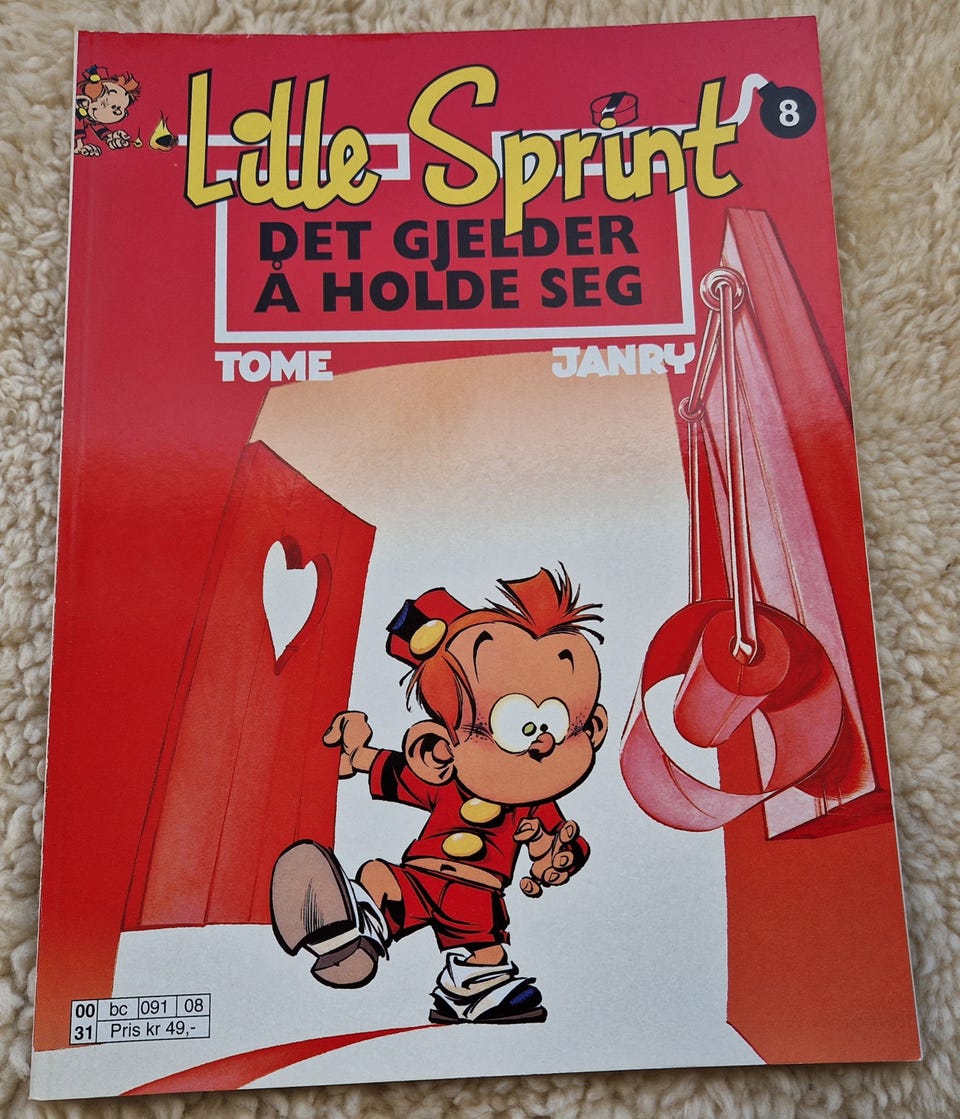 Lille Sprint
8
DET GJELDER
Å HOLDE SEG
TOME JANRY
00 bc 091 08
31 Pris kr 49,-